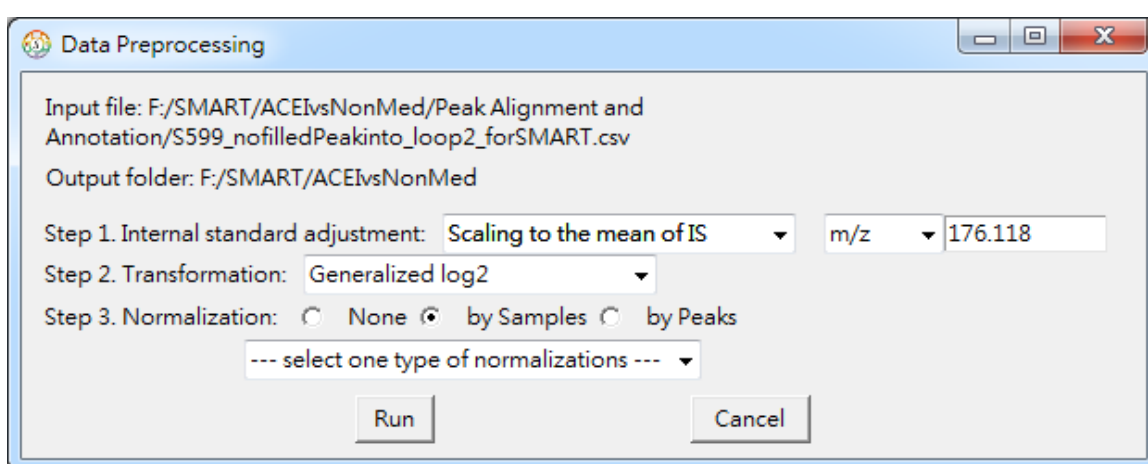 Data Preprocessing
Input file: F:/SMART/ACEIvsNonMed/Peak Alignment and
Annotation/S599_nofilledPeakinto_loop2_forSMART.csv
Output folder: F:/SMART/ACEIvsNonMed
Step 1. Internal standard adjustment: Scaling to the mean of IS m/z 176.118
Step 2. Transformation: Generalized log2
Step 3. Normalization: None by Samples by Peaks
--- select one type of normalizations ---
Run Cancel